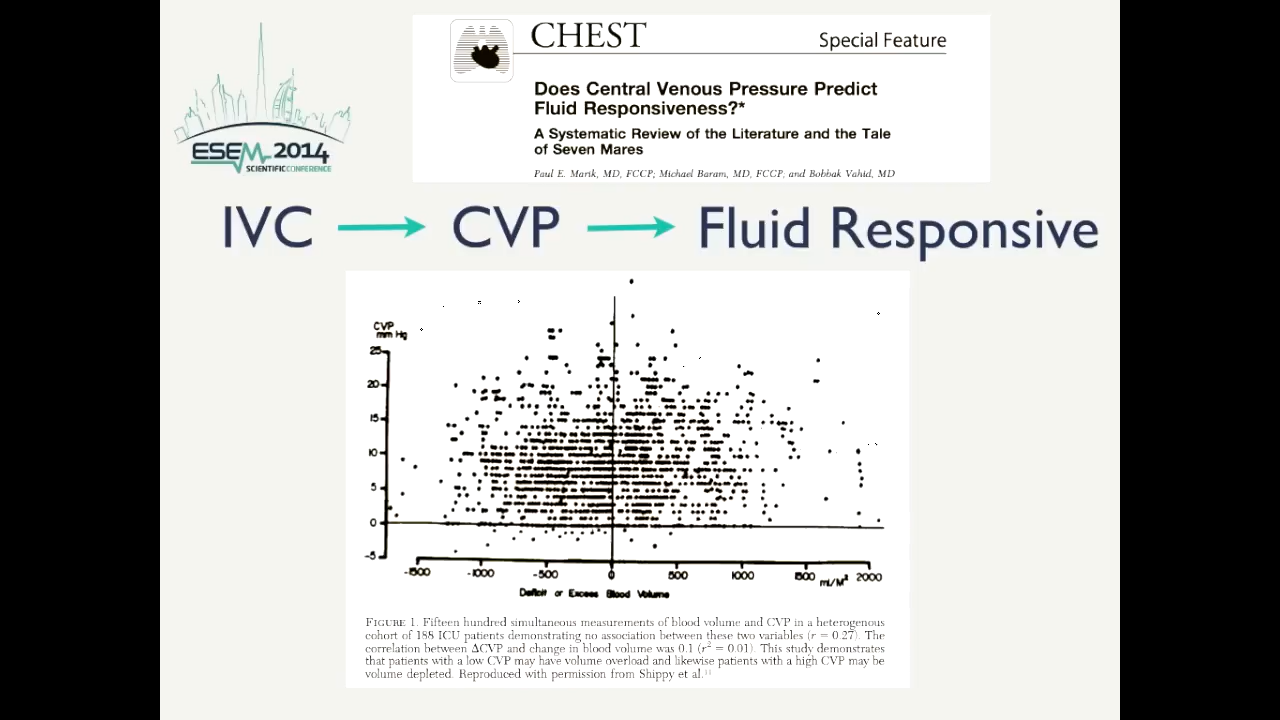 CHEST
Special Feature
Does Central Venous Pressure Predict
Fluid Responsiveness?*
A Systematic Review of the Literature and the Tale
of Seven Mares
Paul E. Marik, MD, FCCP; Michael Baram, MD, FCCP; and Bobbak Vahid, MD
ESEM 2014
SCIENTIFIC CONFERENCE
IVC → CVP → Fluid Responsive
CVP
mm Hg
25
20
15
10
5
0
-5
-1500 -1000 -500 0 500 1000 1500 mL/M² 2000
Deficit or Excess Blood Volume
FIGURE 1. Fifteen hundred simultaneous measurements of blood volume and CVP in a heterogenous
cohort of 188 ICU patients demonstrating no association between these two variables (r = 0.27). The
correlation between ΔCVP and change in blood volume was 0.1 (r² = 0.01). This study demonstrates
that patients with a low CVP may have volume overload and likewise patients with a high CVP may be
volume depleted. Reproduced with permission from Shippy et al.¹¹